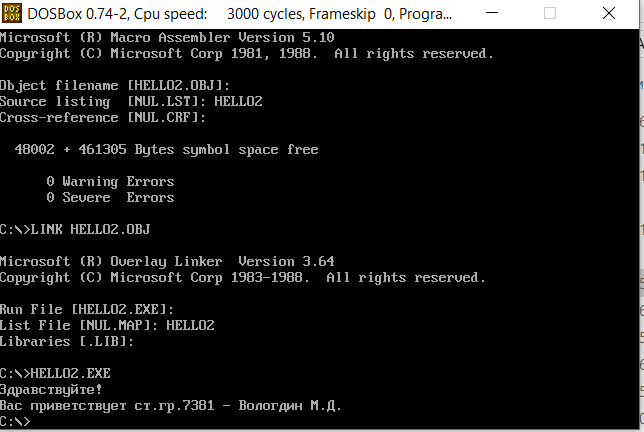 DOSBox 0.74-2, Cpu speed: 3000 cycles, Frameskip 0, Progra...
Microsoft (R) Macro Assembler Version 5.10
Copyright (C) Microsoft Corp 1981, 1988. All rights reserved.
Object filename [HELLO2.OBJ]:
Source listing [NUL.LST]: HELLO2
Cross-reference [NUL.CRF]:
48002 + 461305 Bytes symbol space free
0 Warning Errors
0 Severe Errors
C:\>LINK HELLO2.OBJ
Microsoft (R) Overlay Linker Version 3.64
Copyright (C) Microsoft Corp 1983-1988. All rights reserved.
Run File [HELLO2.EXE]:
List File [NUL.MAP]: HELLO2
Libraries [.LIB]:
C:\>HELLO2.EXE
Здравствуйте!
Вас приветствует ст.гр.7381 - Вологдин М.Д.
C:\>